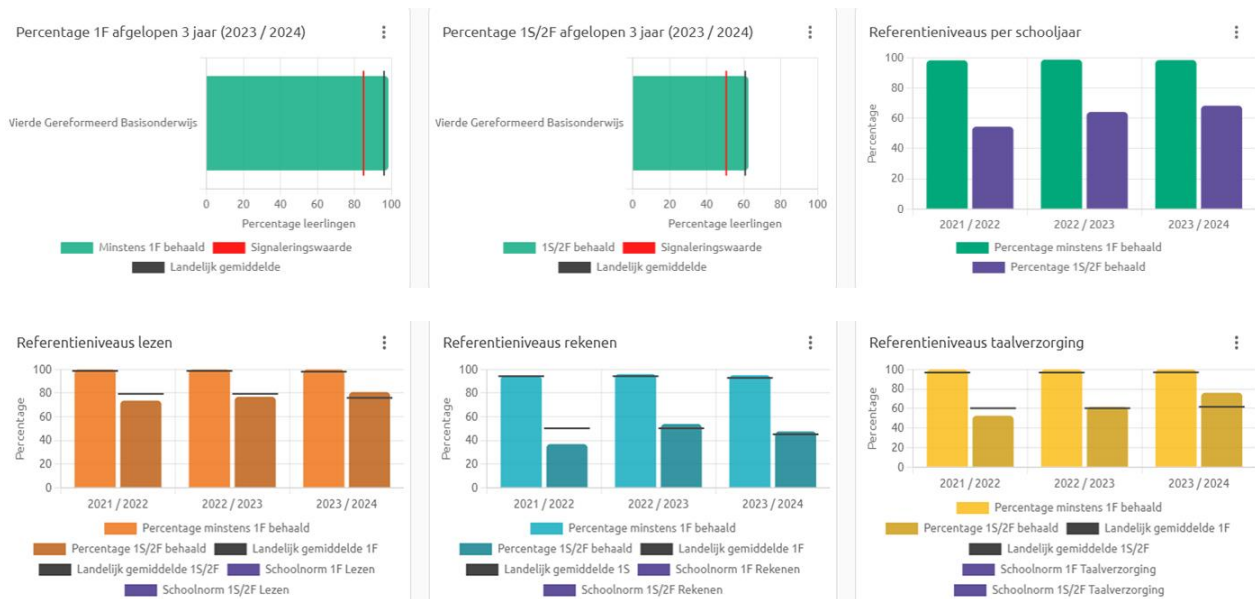 Percentage 1F afgelopen 3 jaar (2023 / 2024)
Vierde Gereformeerd Basisonderwijs
0 20 40 60 80 100
Percentage leerlingen
Minstens 1F behaald Signaleringswaarde
Landelijk gemiddelde
Percentage 1S/2F afgelopen 3 jaar (2023 / 2024)
Vierde Gereformeerd Basisonderwijs
0 20 40 60 80 100
Percentage leerlingen
1S/2F behaald Signaleringswaarde
Landelijk gemiddelde
Referentieniveaus per schooljaar
Percentage
100
80
60
40
20
0
2021 / 2022 2022 / 2023 2023 / 2024
Percentage minstens 1F behaald
Percentage 1S/2F behaald
Referentieniveaus lezen
Percentage
100
80
60
40
20
0
2021 / 2022 2022 / 2023 2023 / 2024
Percentage minstens 1F behaald
Percentage 1S/2F behaald Landelijk gemiddelde 1F
Landelijk gemiddelde 1S/2F Schoolnorm 1F Lezen
Schoolnorm 1S/2F Lezen
Referentieniveaus rekenen
Percentage
100
80
60
40
20
0
2021 / 2022 2022 / 2023 2023 / 2024
Percentage minstens 1F behaald
Percentage 1S/2F behaald Landelijk gemiddelde 1F
Landelijk gemiddelde 1S Schoolnorm 1F Rekenen
Schoolnorm 1S/2F Rekenen
Referentieniveaus taalverzorging
Percentage
100
80
60
40
20
0
2021 / 2022 2022 / 2023 2023 / 2024
Percentage minstens 1F behaald
Percentage 1S/2F behaald Landelijk gemiddelde 1F
Landelijk gemiddelde 1S/2F
Schoolnorm 1F Taalverzorging
Schoolnorm 1S/2F Taalverzorging